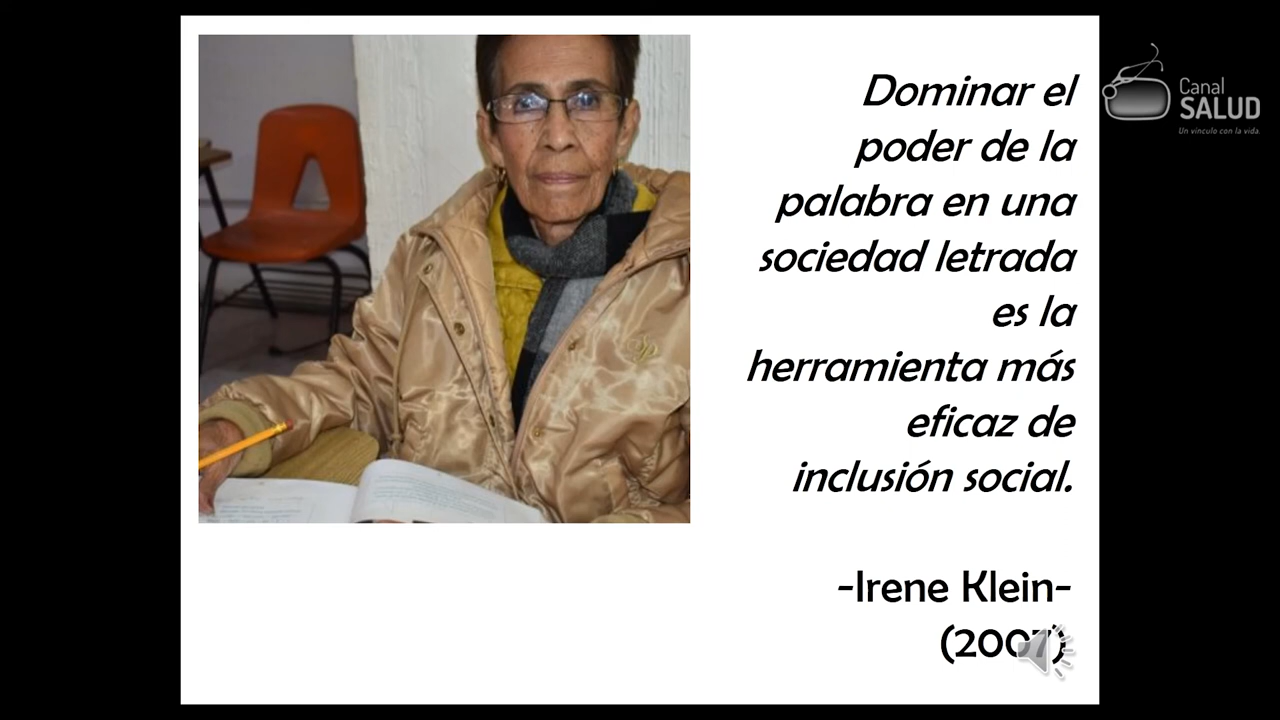 Dominar el
poder de la
palabra en una
sociedad letrada
es la
herramienta más
eficaz de
inclusión social.
-Irene Klein-
Canal
SALUD
Un vínculo con la vida.